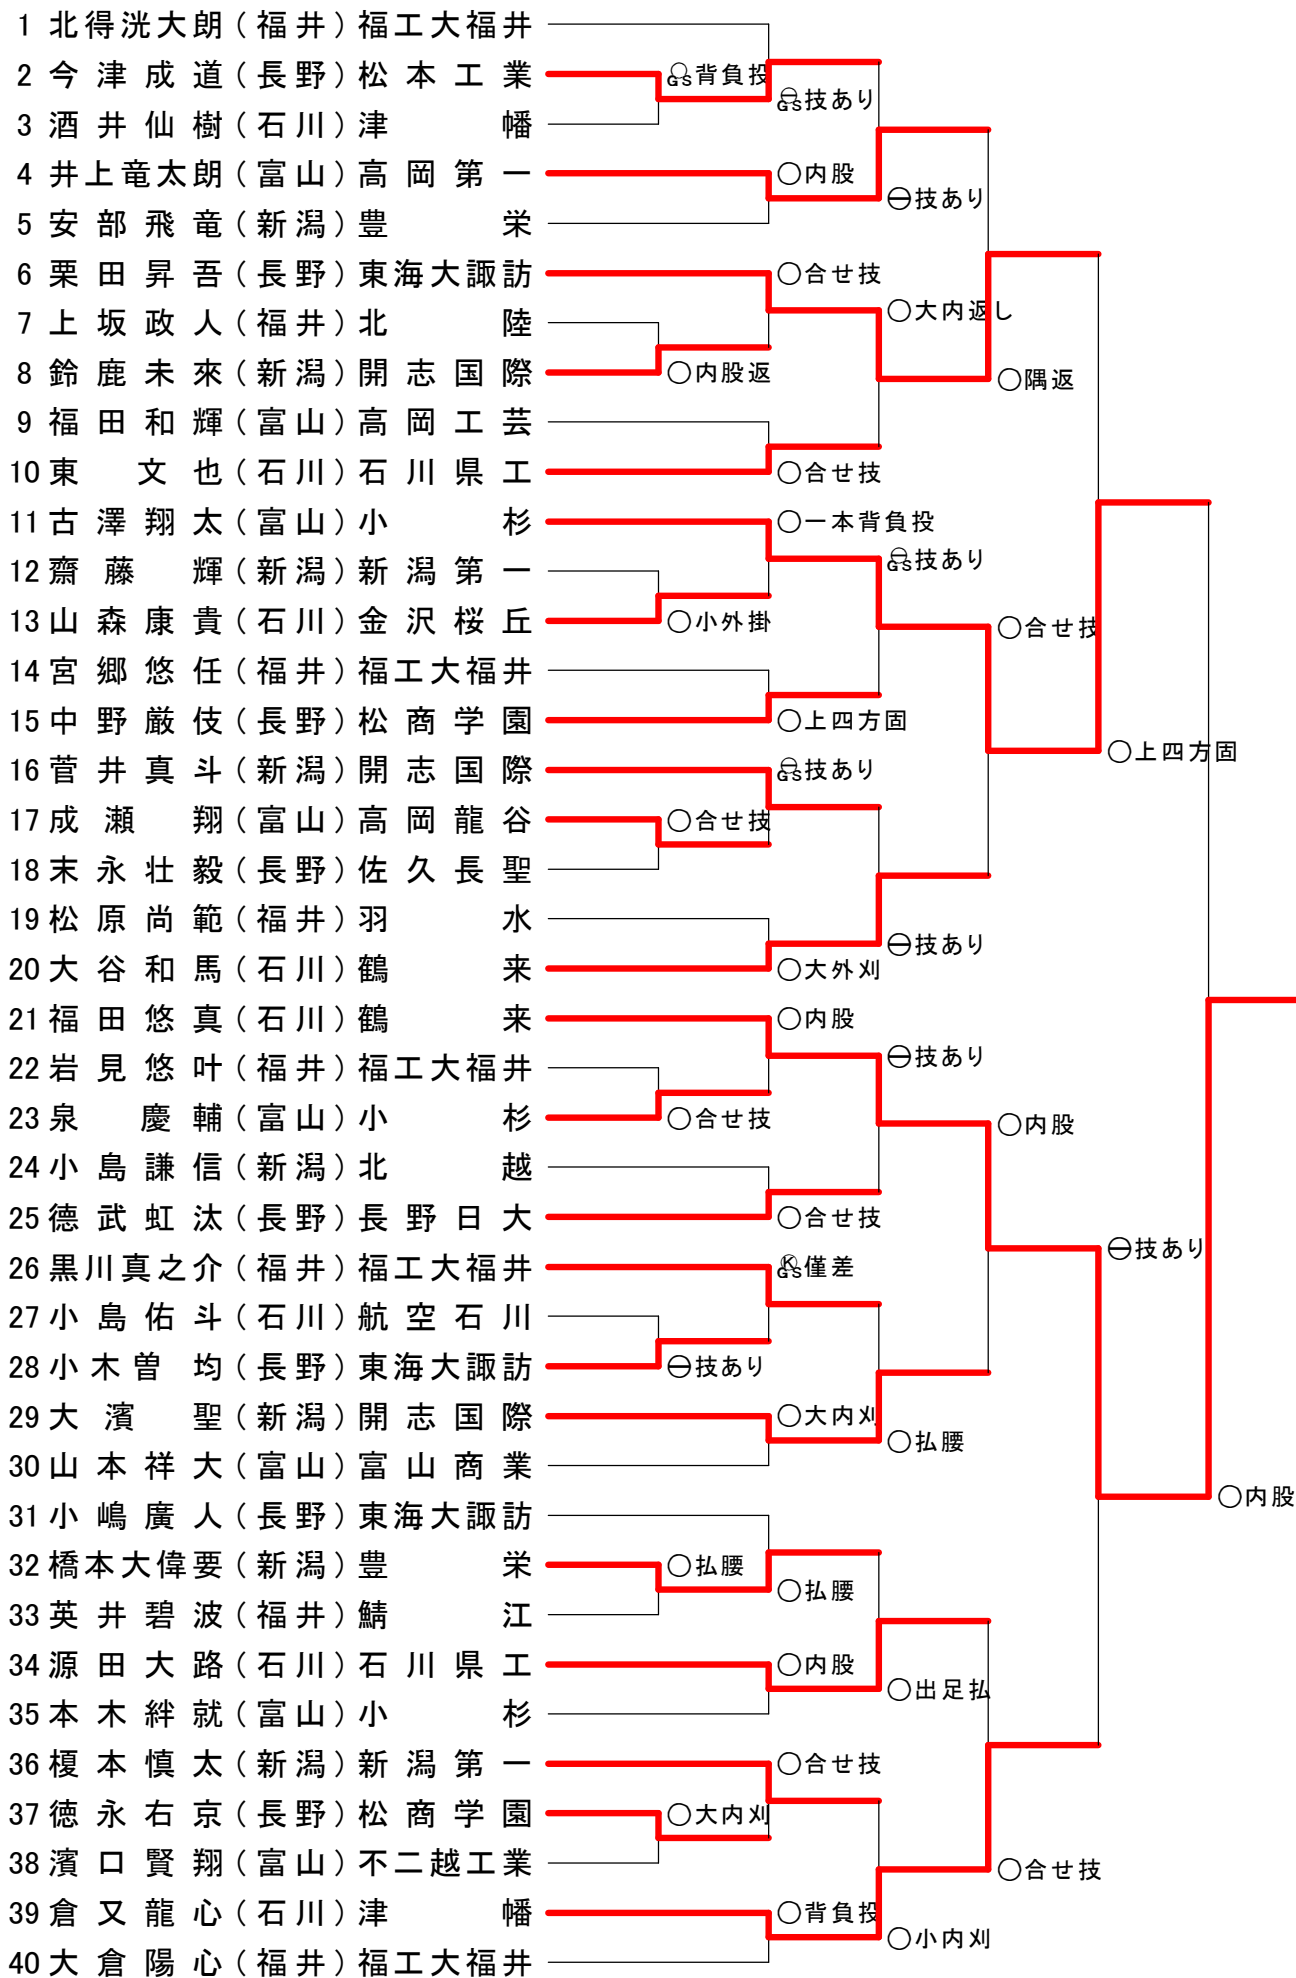 1 北得洸大朗（福井）福工大福井
2 今津成道（長野）松本工業
GS背負投
GS技あり
3 酒井仙樹（石川）津幡
4 井上竜太朗（富山）高岡第一
○内股
⊖技あり
5 安部飛竜（新潟）豊栄
6 栗田昇吾（長野）東海大諏訪
○合せ技
○大内返し
7 上坂政人（福井）北陸
8 鈴鹿未來（新潟）開志国際
○内股返
○隅返
9 福田和輝（富山）高岡工芸
10 東文也（石川）石川県工
○合せ技
11 古澤翔太（富山）小杉
○一本背負投
GS技あり
12 齋藤輝（新潟）新潟第一
13 山森康貴（石川）金沢桜丘
○小外掛
○合せ技
14 宮郷悠任（福井）福工大福井
15 中野厳伎（長野）松商学園
○上四方固
○上四方固
16 菅井真斗（新潟）開志国際
GS技あり
17 成瀬翔（富山）高岡龍谷
○合せ技
18 末永壮毅（長野）佐久長聖
19 松原尚範（福井）羽水
⊖技あり
20 大谷和馬（石川）鶴来
○大外刈
21 福田悠真（石川）鶴来
○内股
⊖技あり
22 岩見悠叶（福井）福工大福井
23 泉慶輔（富山）小杉
○合せ技
○内股
24 小島謙信（新潟）北越
25 德武虹汰（長野）長野日大
○合せ技
⊖技あり
26 黒川真之介（福井）福工大福井
ⓀGS僅差
27 小島佑斗（石川）航空石川
28 小木曽均（長野）東海大諏訪
⊖技あり
29 大濱聖（新潟）開志国際
○大内刈
○払腰
30 山本祥大（富山）富山商業
○内股
31 小嶋廣人（長野）東海大諏訪
32 橋本大偉要（新潟）豊栄
○払腰
○払腰
33 英井碧波（福井）鯖江
34 源田大路（石川）石川県工
○内股
○出足払
35 本木絆就（富山）小杉
36 榎本慎太（新潟）新潟第一
○合せ技
37 徳永右京（長野）松商学園
○大内刈
38 濱口賢翔（富山）不二越工業
○合せ技
39 倉又龍心（石川）津幡
○背負投
○小内刈
40 大倉陽心（福井）福工大福井